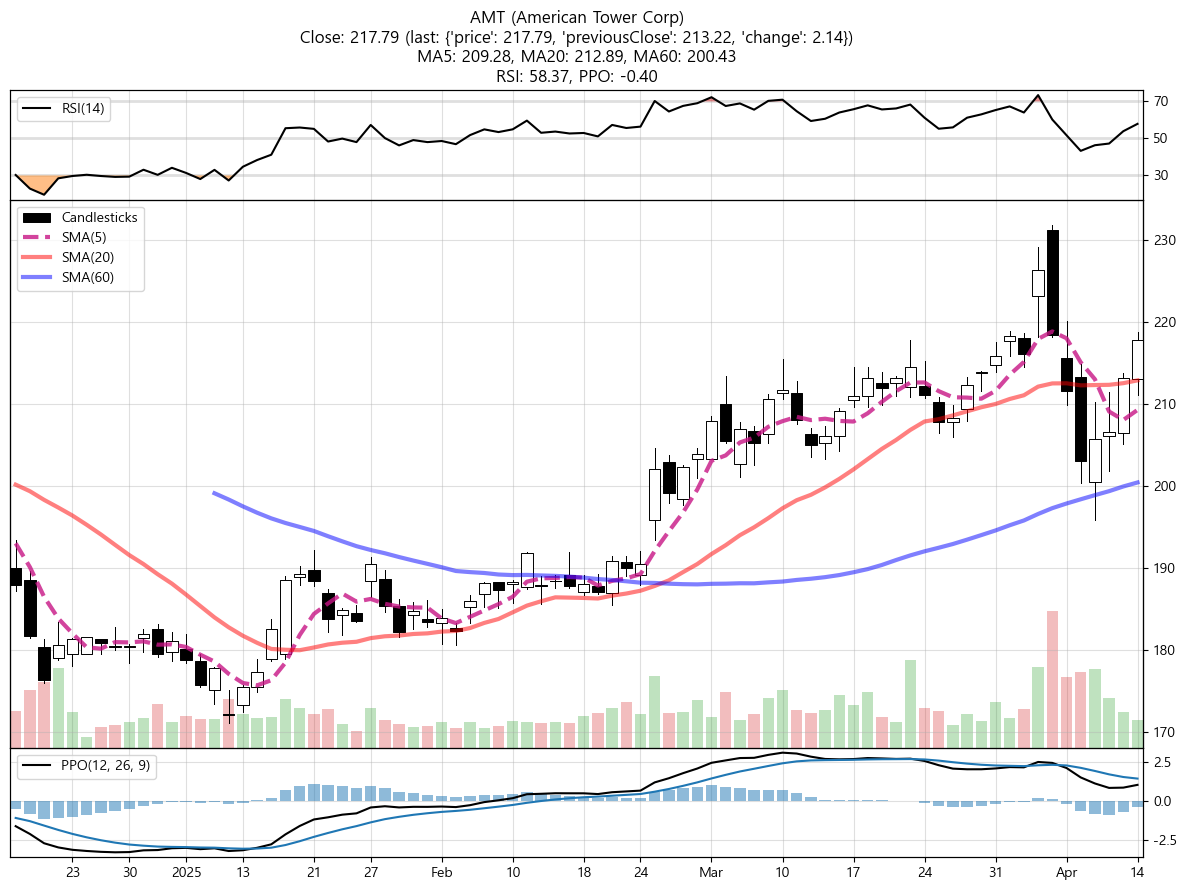 AMT (American Tower Corp)
Close: 217.79 (last: {'price': 217.79, 'previousClose': 213.22, 'change': 2.14})
MA5: 209.28, MA20: 212.89, MA60: 200.43
RSI: 58.37, PPO: -0.40
RSI(14)
70
50
30
Candlesticks
SMA(5)
SMA(20)
SMA(60)
230
220
210
200
190
180
170
PPO(12, 26, 9)
2.5
0.0
−2.5
23 30 2025 13 21 27 Feb 10 18 24 Mar 10 17 24 31 Apr 14